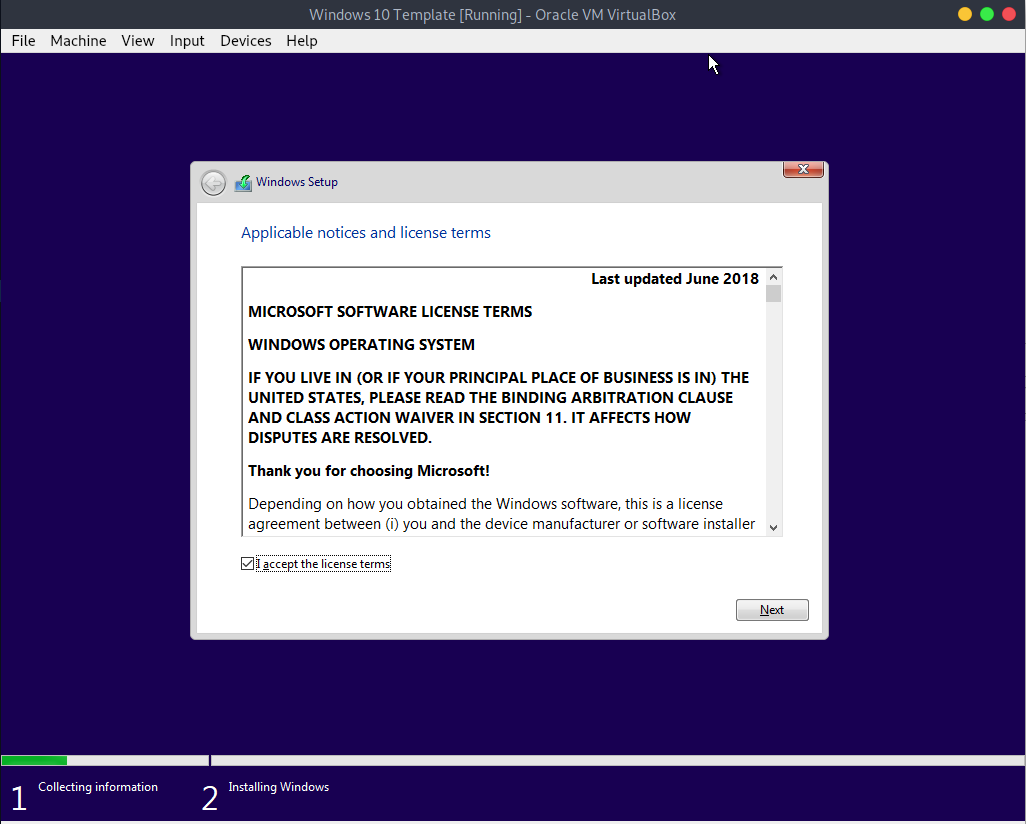 Windows 10 Template [Running] - Oracle VM VirtualBox
File Machine View Input Devices Help
Windows Setup
Applicable notices and license terms
Last updated June 2018
MICROSOFT SOFTWARE LICENSE TERMS
WINDOWS OPERATING SYSTEM
IF YOU LIVE IN (OR IF YOUR PRINCIPAL PLACE OF BUSINESS IS IN) THE
UNITED STATES, PLEASE READ THE BINDING ARBITRATION CLAUSE
AND CLASS ACTION WAIVER IN SECTION 11. IT AFFECTS HOW
DISPUTES ARE RESOLVED.
Thank you for choosing Microsoft!
Depending on how you obtained the Windows software, this is a license
agreement between (i) you and the device manufacturer or software installer
I accept the license terms
Next
1 Collecting information
2 Installing Windows